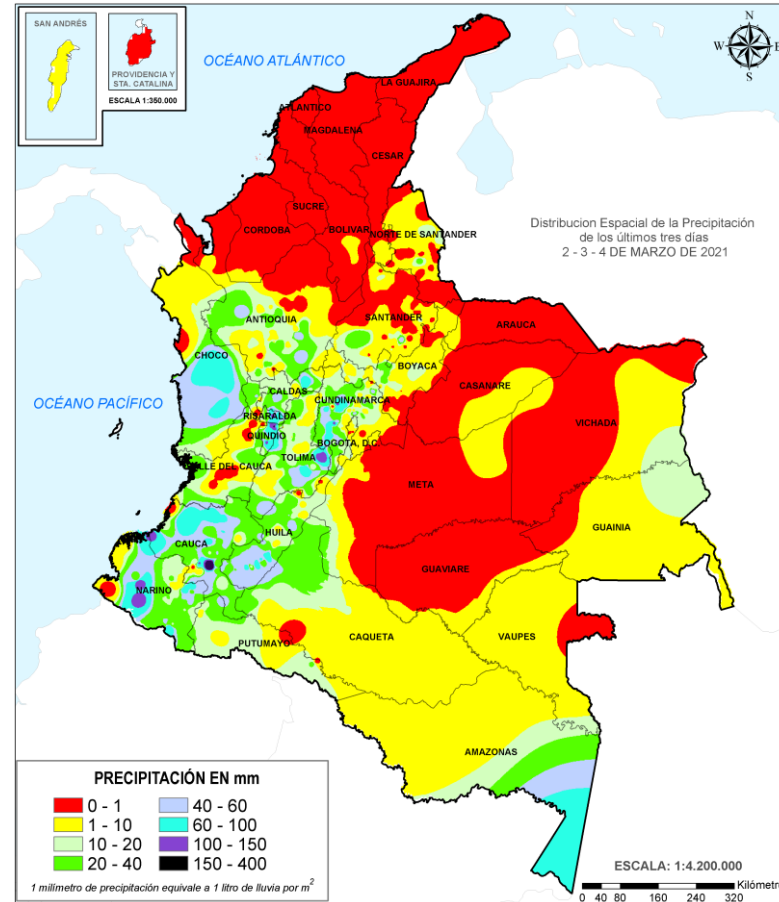 SAN ANDRÉS
PROVIDENCIA Y
STA. CATALINA
ESCALA 1:350.000
OCÉANO ATLÁNTICO
N
W
E
S
LA GUAJIRA
ATLANTICO
MAGDALENA
CESAR
SUCRE
CORDOBA
BOLIVAR
NORTE DE SANTANDER
Distribucion Espacial de la Precipitación
de los últimos tres días
2 - 3 - 4 DE MARZO DE 2021
ANTIOQUIA
SANTANDER
ARAUCA
CHOCO
BOYACA
CASANARE
CALDAS
CUNDINAMARCA
OCÉANO PACÍFICO
RISARALDA
VICHADA
QUINDIO
BOGOTA, D.C.
TOLIMA
VALLE DEL CAUCA
META
GUAINIA
HUILA
CAUCA
GUAVIARE
NARINO
CAQUETA
VAUPES
PUTUMAYO
AMAZONAS
PRECIPITACIÓN EN mm
0 - 1
40 - 60
1 - 10
60 - 100
10 - 20
100 - 150
20 - 40
150 - 400
1 milímetro de precipitación equivale a 1 litro de lluvia por m²
ESCALA: 1:4.200.000
Kilómetr
0 40 80 160 240 320